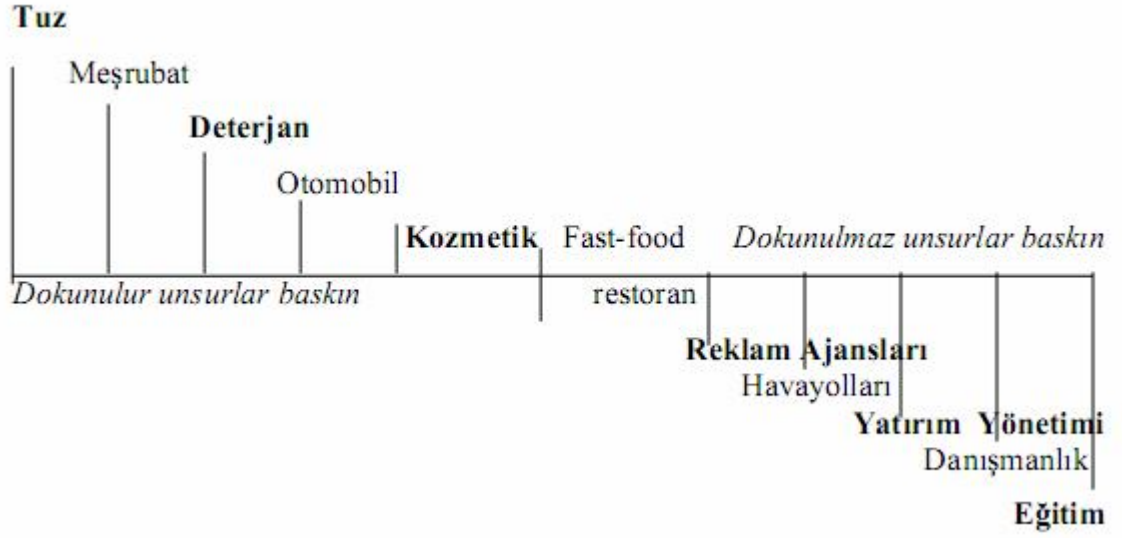 Tuz
Meşrubat
Deterjan
Otomobil
Kozmetik Fast-food Dokunulmaz unsurlar baskın
Dokunulur unsurlar baskın restoran
Reklam Ajansları
Havayolları
Yatırım Yönetimi
Danışmanlık
Eğitim